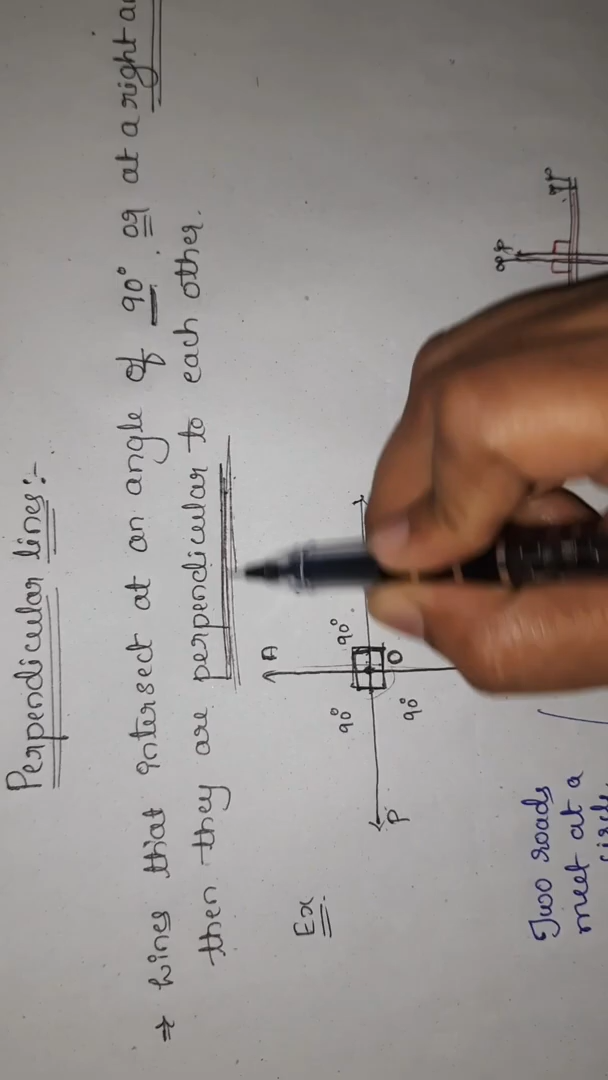 Perpendicular lines:-
⇒ Lines that intersect at an angle of 90° or at a right
then they are perpendicular to each other.
Ex
A
90°
90°
O
P
90°
Two roads
meet at a